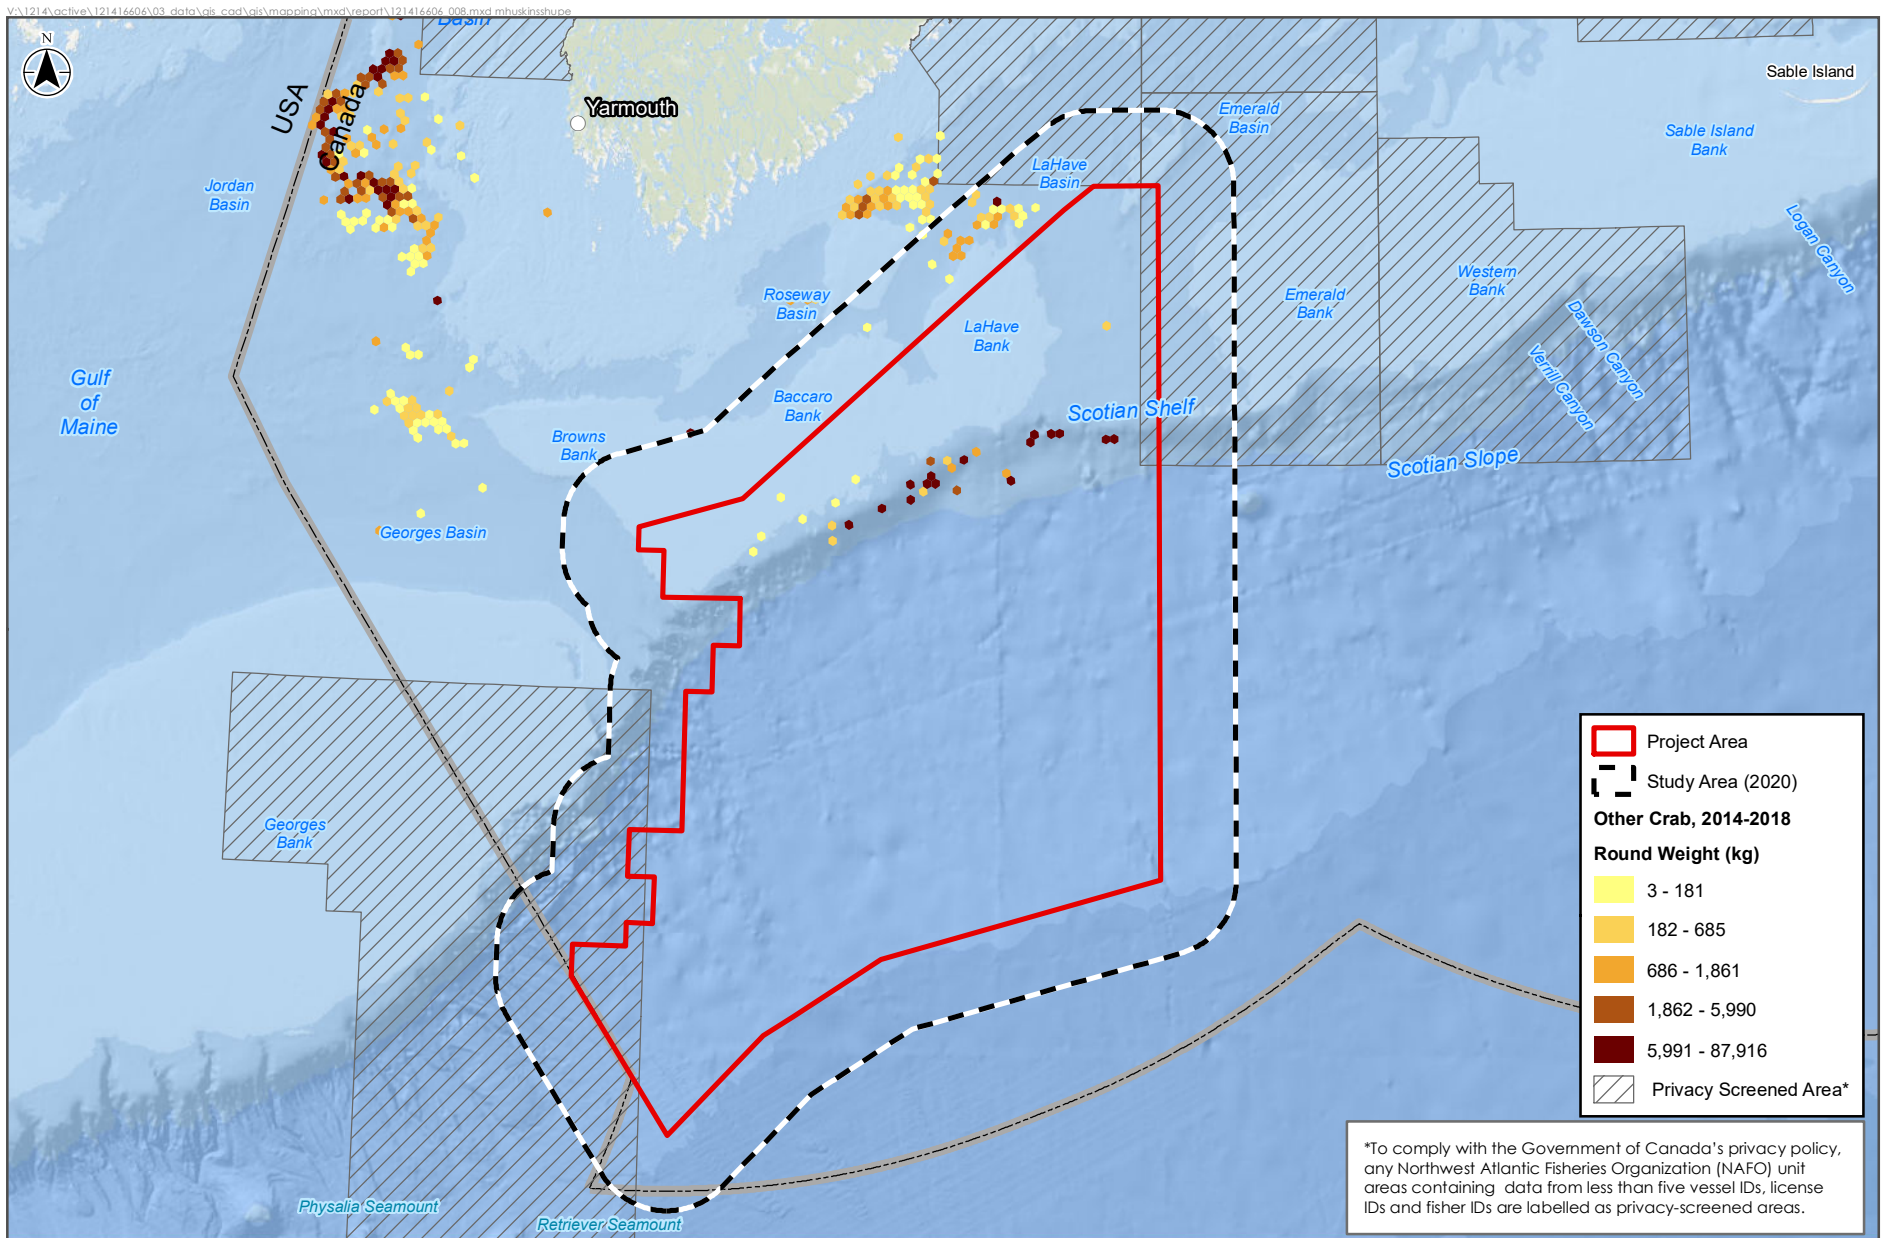 V:\1214\active\121416606\03_data\gis_cad\gis\mapping\mxd\report\121416606_008.mxd mhuskinsshupe
N
Basin
USA
Canada
Yarmouth
Sable Island
Emerald
Basin
Sable Island
Bank
LaHave
Basin
Jordan
Basin
Logan Canyon
Roseway
Basin
Emerald
Bank
Western
Bank
LaHave
Bank
Dawson Canyon
Verrill Canyon
Gulf
of
Maine
Baccaro
Bank
Scotian Shelf
Browns
Bank
Scotian Slope
Georges Basin
Georges
Bank
Physalia Seamount
Retriever Seamount
Project Area
Study Area (2020)
Other Crab, 2014-2018
Round Weight (kg)
3 - 181
182 - 685
686 - 1,861
1,862 - 5,990
5,991 - 87,916
Privacy Screened Area*
*To comply with the Government of Canada's privacy policy,
any Northwest Atlantic Fisheries Organization (NAFO) unit
areas containing data from less than five vessel IDs, license
IDs and fisher IDs are labelled as privacy-screened areas.